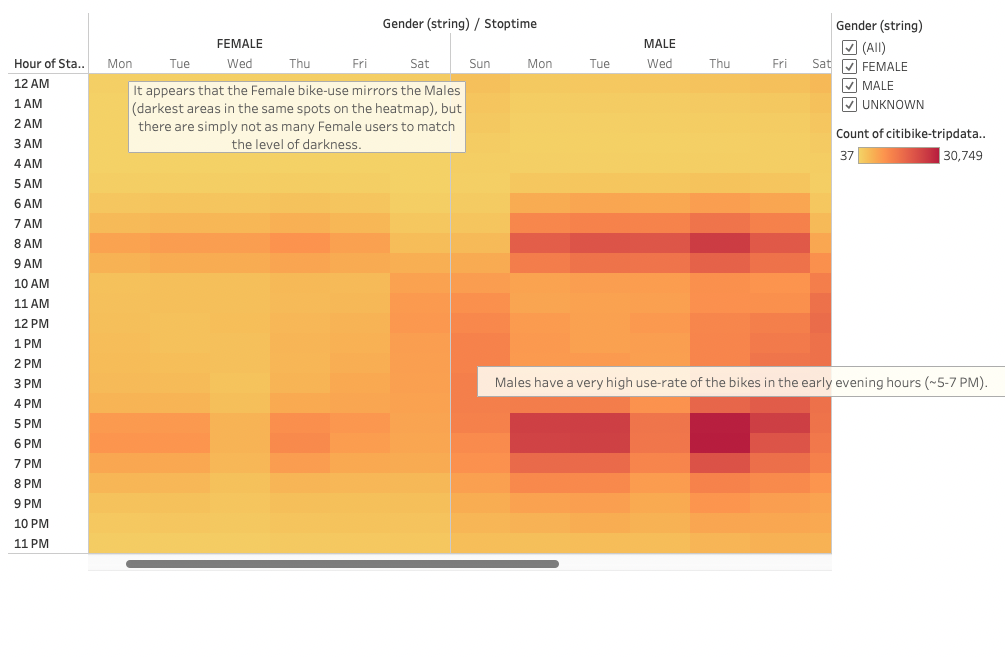 Gender (string) / Stoptime
FEMALE MALE
Hour of Sta.. Mon Tue Wed Thu Fri Sat Sun Mon Tue Wed Thu Fri Sat
12 AM
1 AM
2 AM
3 AM
4 AM
5 AM
6 AM
7 AM
8 AM
9 AM
10 AM
11 AM
12 PM
1 PM
2 PM
3 PM
4 PM
5 PM
6 PM
7 PM
8 PM
9 PM
10 PM
11 PM
It appears that the Female bike-use mirrors the Males
(darkest areas in the same spots on the heatmap), but
there are simply not as many Female users to match
the level of darkness.
Males have a very high use-rate of the bikes in the early evening hours (~5-7 PM).
Gender (string)
(All)
FEMALE
MALE
UNKNOWN
Count of citibike-tripdata..
37 30,749